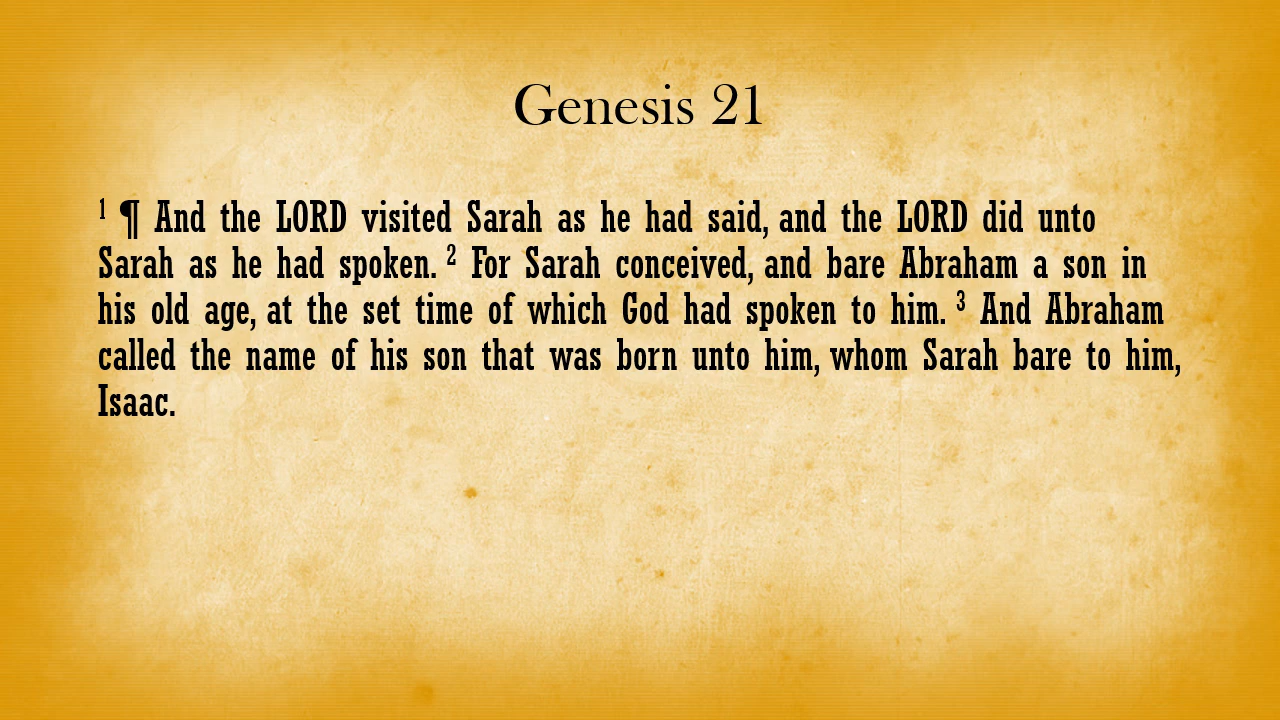 Genesis 21
1 ¶ And the LORD visited Sarah as he had said, and the LORD did unto
Sarah as he had spoken. 2 For Sarah conceived, and bare Abraham a son in
his old age, at the set time of which God had spoken to him. 3 And Abraham
called the name of his son that was born unto him, whom Sarah bare to him,
Isaac.